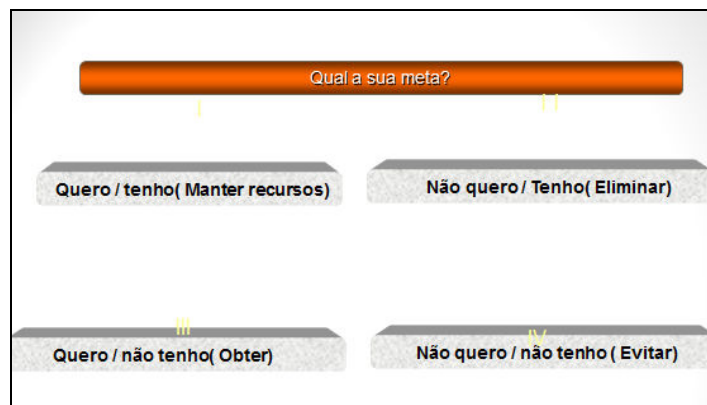 Qual a sua meta?
I
I I
Quero / tenho( Manter recursos)
Não quero / Tenho( Eliminar)
III
IV
Quero / não tenho( Obter)
Não quero / não tenho ( Evitar)